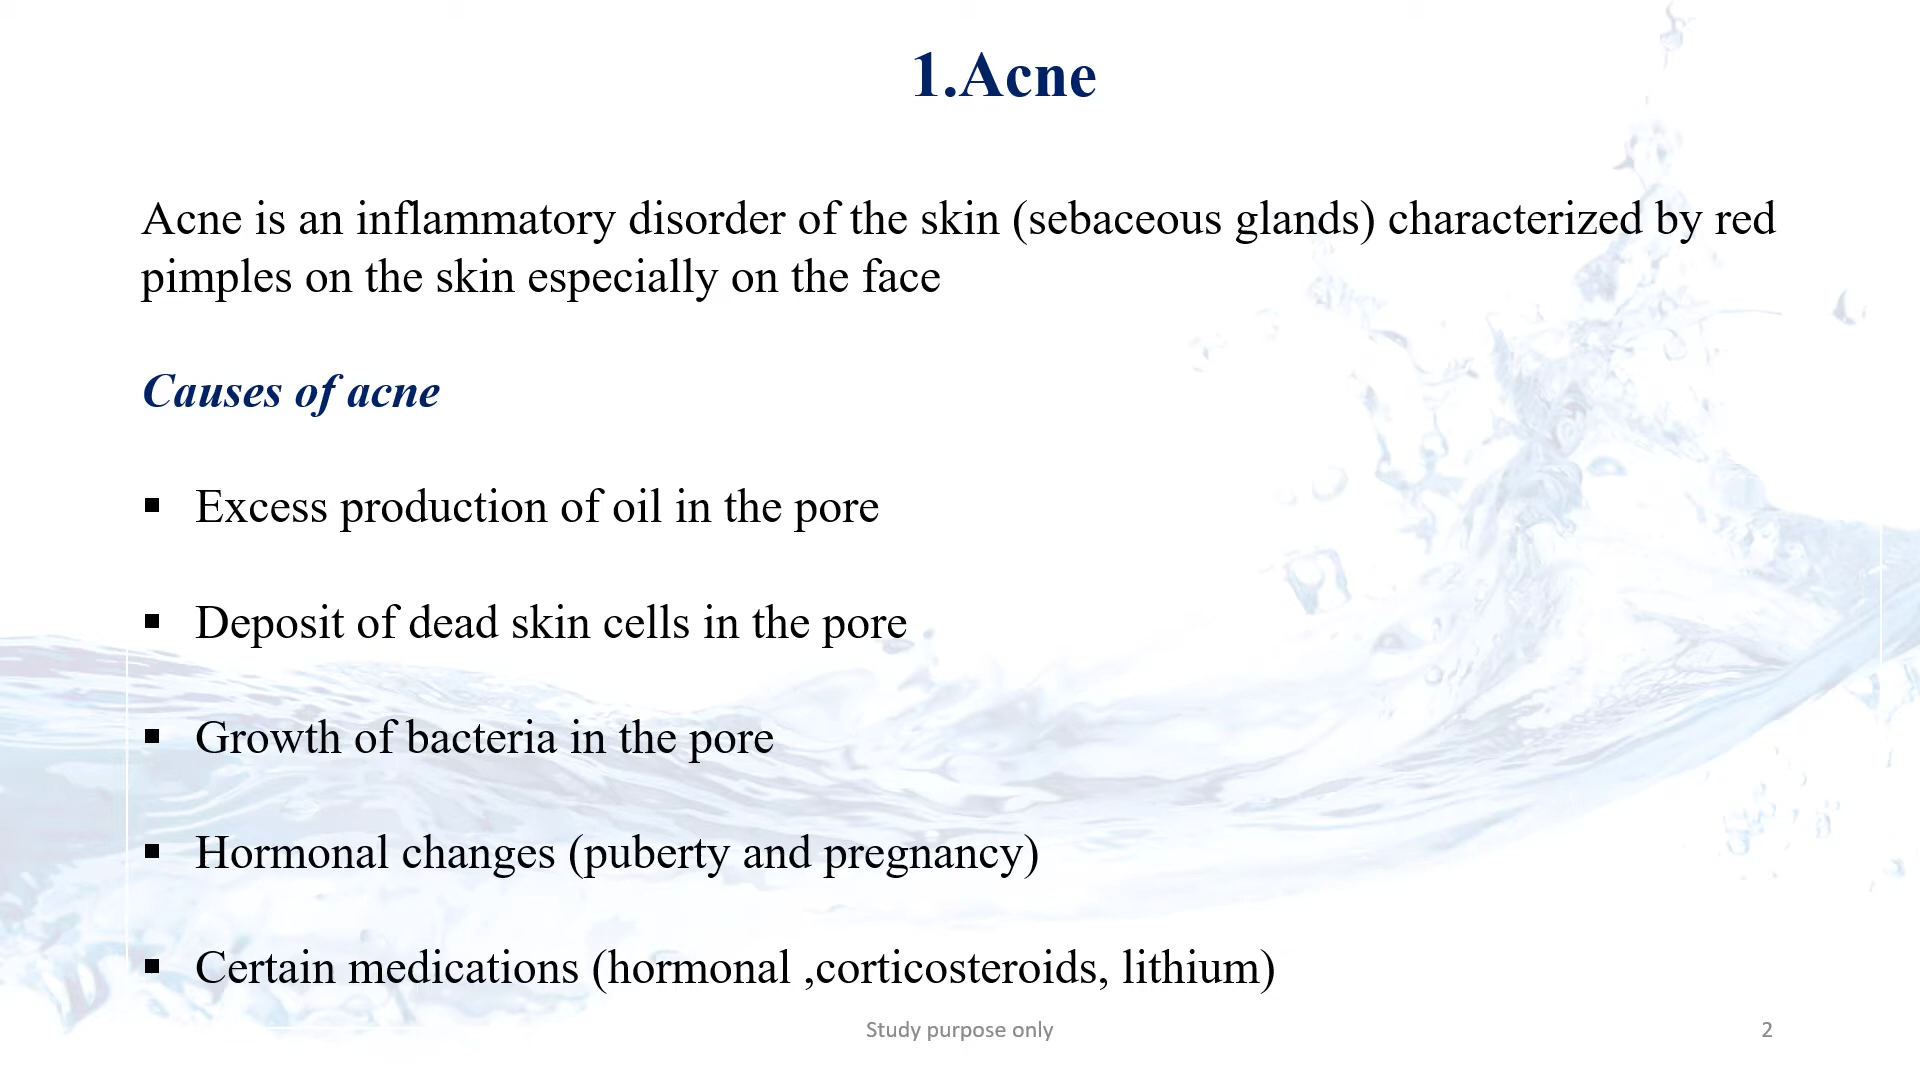 1.Acne
Acne is an inflammatory disorder of the skin (sebaceous glands) characterized by red
pimples on the skin especially on the face
Causes of acne
▪ Excess production of oil in the pore
▪ Deposit of dead skin cells in the pore
▪ Growth of bacteria in the pore
▪ Hormonal changes (puberty and pregnancy)
▪ Certain medications (hormonal ,corticosteroids, lithium)
Study purpose only
2